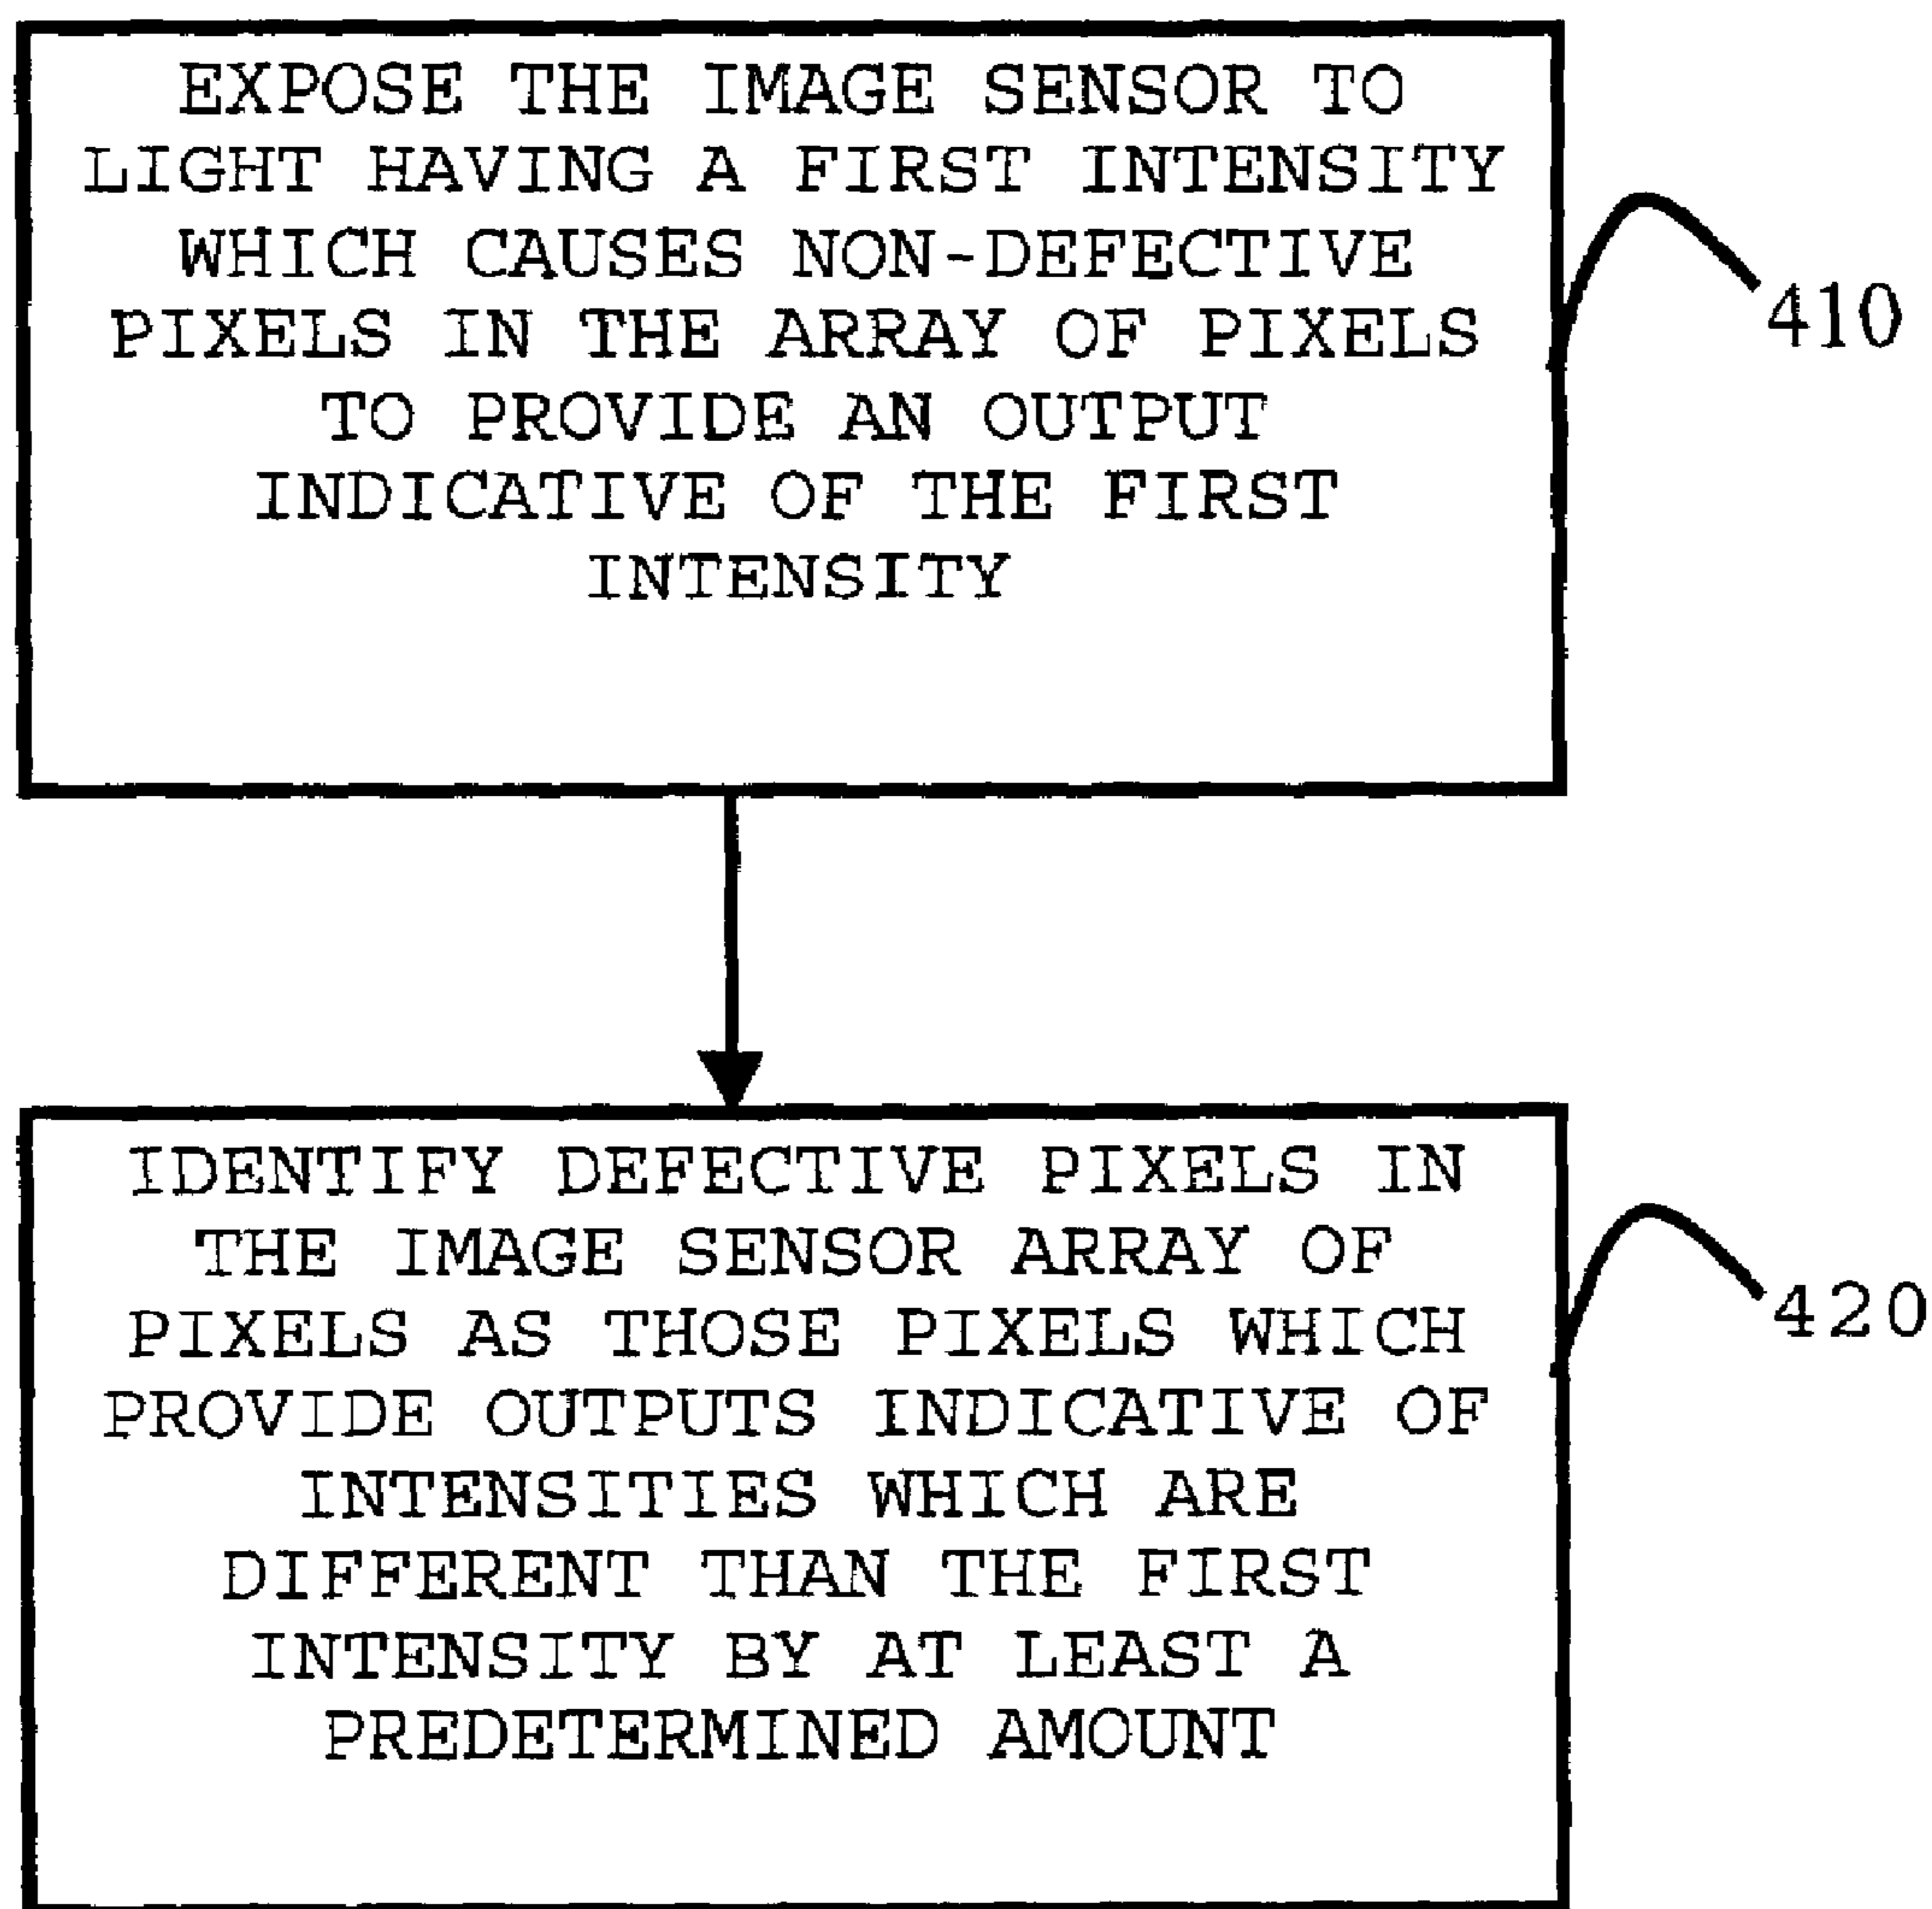 EXPOSE THE IMAGE SENSOR TO
LIGHT HAVING A FIRST INTENSITY
WHICH CAUSES NON-DEFECTIVE
PIXELS IN THE ARRAY OF PIXELS
TO PROVIDE AN OUTPUT
INDICATIVE OF THE FIRST
INTENSITY
410
IDENTIFY DEFECTIVE PIXELS IN
THE IMAGE SENSOR ARRAY OF
PIXELS AS THOSE PIXELS WHICH
PROVIDE OUTPUTS INDICATIVE OF
INTENSITIES WHICH ARE
DIFFERENT THAN THE FIRST
INTENSITY BY AT LEAST A
PREDETERMINED AMOUNT
420